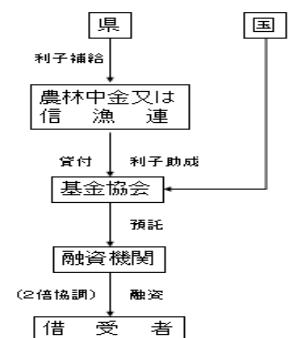 県 国
利子補給
農林中金又は
信漁連
貸付 利子助成
基金協会
預託
融資機関
(2倍協調) 融資
借受者